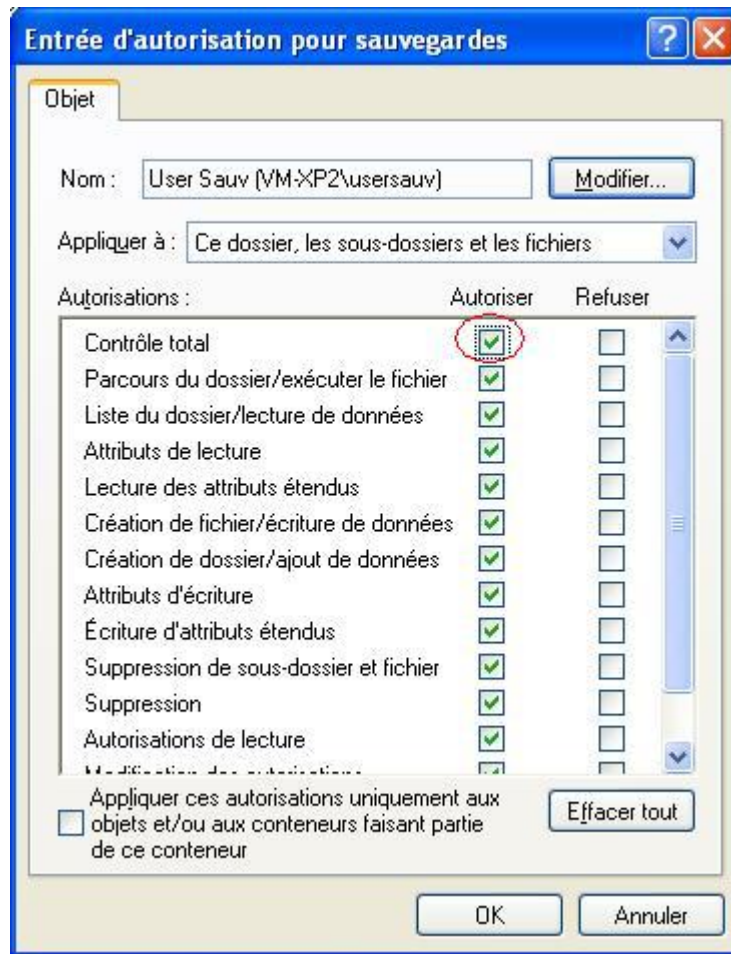 Entrée d'autorisation pour sauvegardes
Objet
Nom : User Sauv (VM-XP2\usersauv) Modifier...
Appliquer à : Ce dossier, les sous-dossiers et les fichiers
Autorisations : Autoriser Refuser
Contrôle total
Parcours du dossier/exécuter le fichier
Liste du dossier/lecture de données
Attributs de lecture
Lecture des attributs étendus
Création de fichier/écriture de données
Création de dossier/ajout de données
Attributs d'écriture
Écriture d'attributs étendus
Suppression de sous-dossier et fichier
Suppression
Autorisations de lecture
Modification des autorisations
Appliquer ces autorisations uniquement aux
objets et/ou aux conteneurs faisant partie
de ce conteneur
Effacer tout
OK Annuler